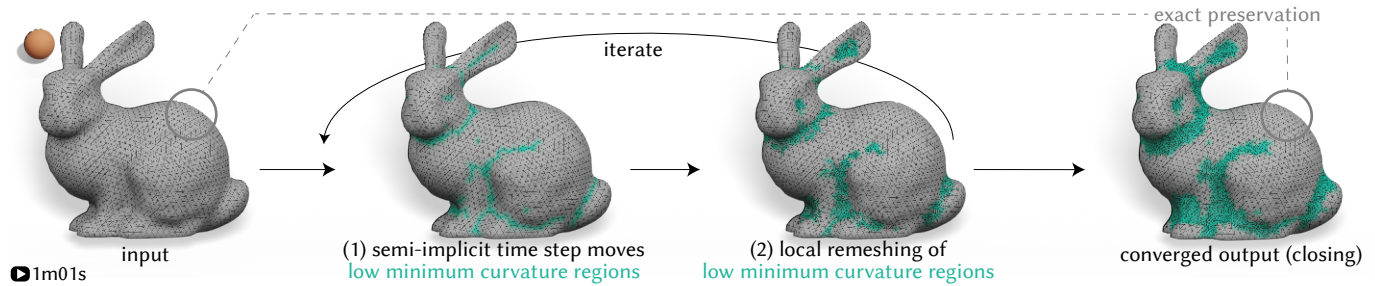 exact preservation
iterate
input
(1) semi-implicit time step moves
low minimum curvature regions
(2) local remeshing of
low minimum curvature regions
converged output (closing)
1m01s